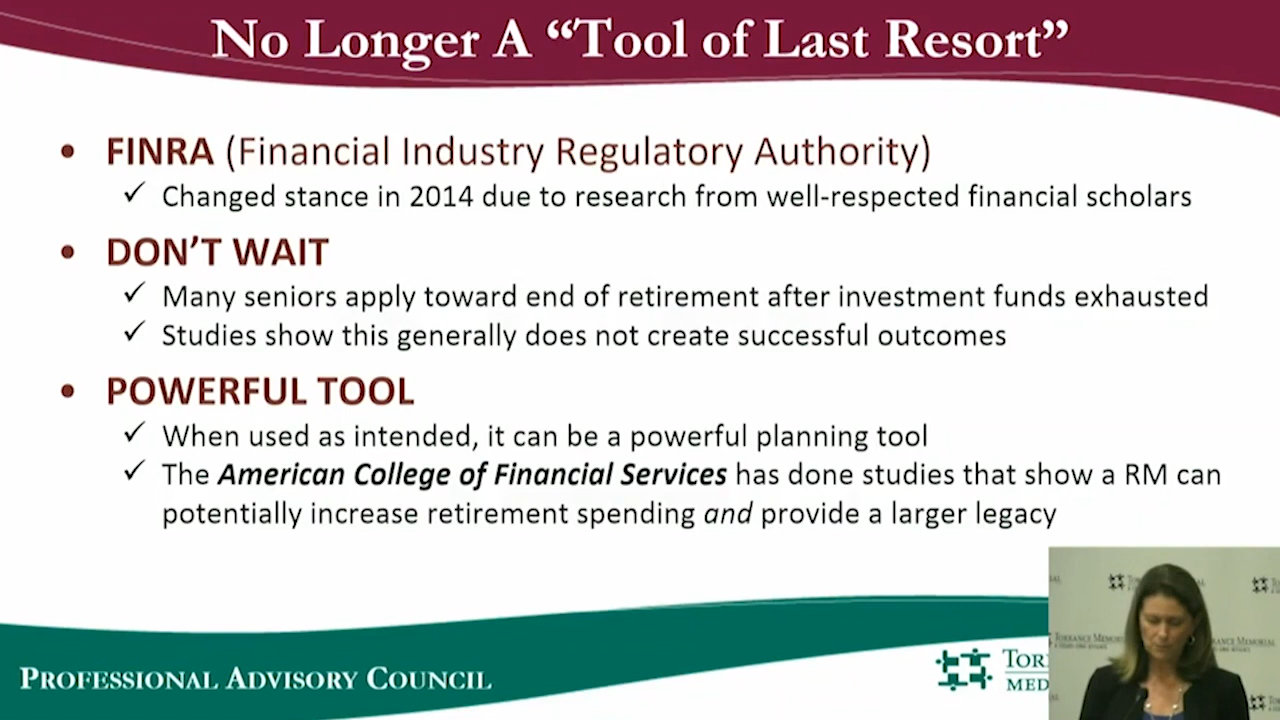 No Longer A “Tool of Last Resort”
• FINRA (Financial Industry Regulatory Authority)
✓ Changed stance in 2014 due to research from well-respected financial scholars
• DON’T WAIT
✓ Many seniors apply toward end of retirement after investment funds exhausted
✓ Studies show this generally does not create successful outcomes
• POWERFUL TOOL
✓ When used as intended, it can be a powerful planning tool
✓ The American College of Financial Services has done studies that show a RM can
potentially increase retirement spending and provide a larger legacy
PROFESSIONAL ADVISORY COUNCIL
TOR
MED
TORRANCE MEMORIAL